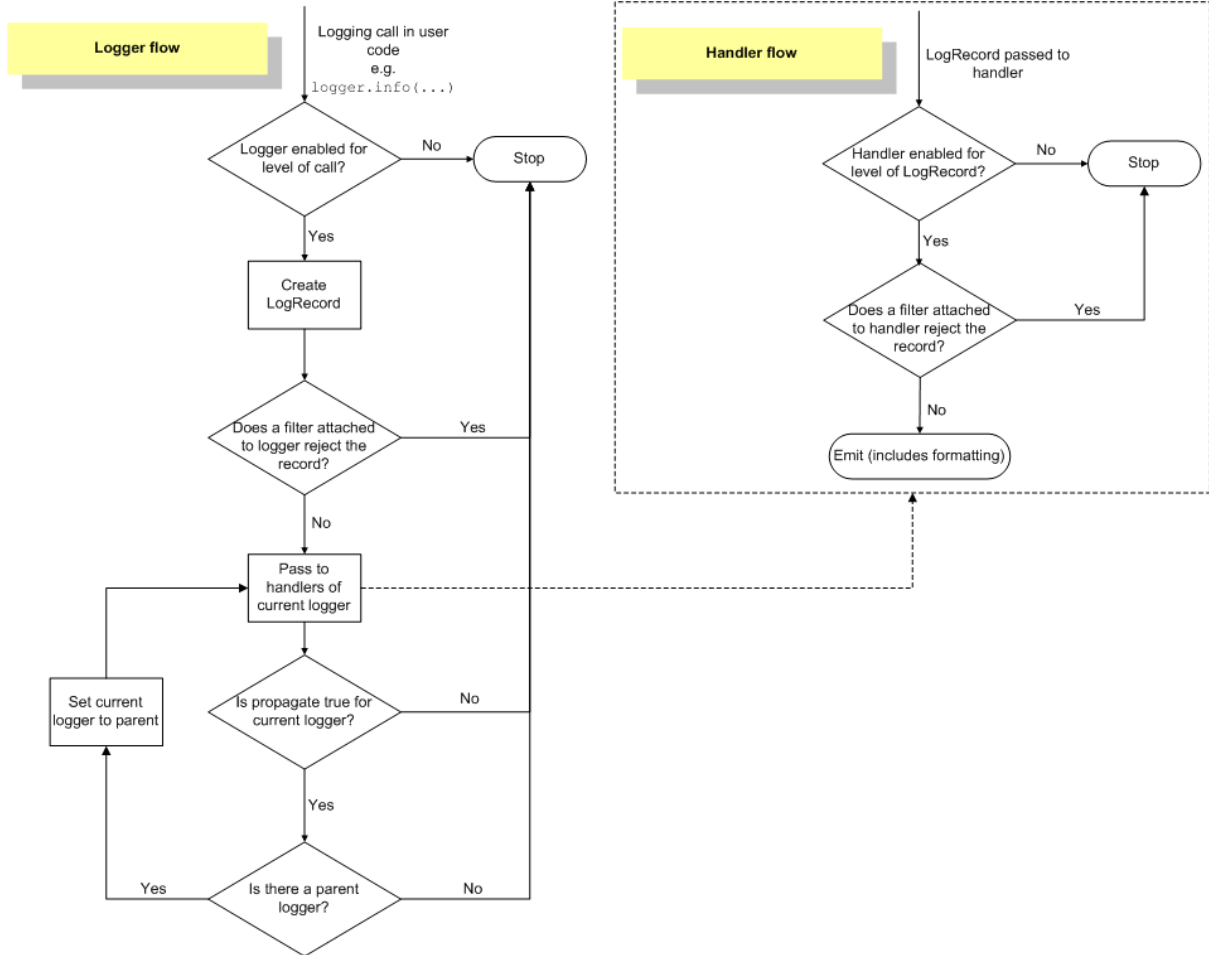 Logger flow
Logging call in user
code
e.g.
logger.info(...)
Logger enabled for
level of call?
No
Stop
Yes
Create
LogRecord
Does a filter attached
to logger reject the
record?
Yes
No
Pass to
handlers of
current logger
Set current
logger to parent
Is propagate true for
current logger?
No
Yes
Is there a parent
logger?
Yes
No
Handler flow
LogRecord passed to
handler
Handler enabled for
level of LogRecord?
No
Stop
Yes
Does a filter attached
to handler reject the
record?
Yes
No
Emit (includes formatting)